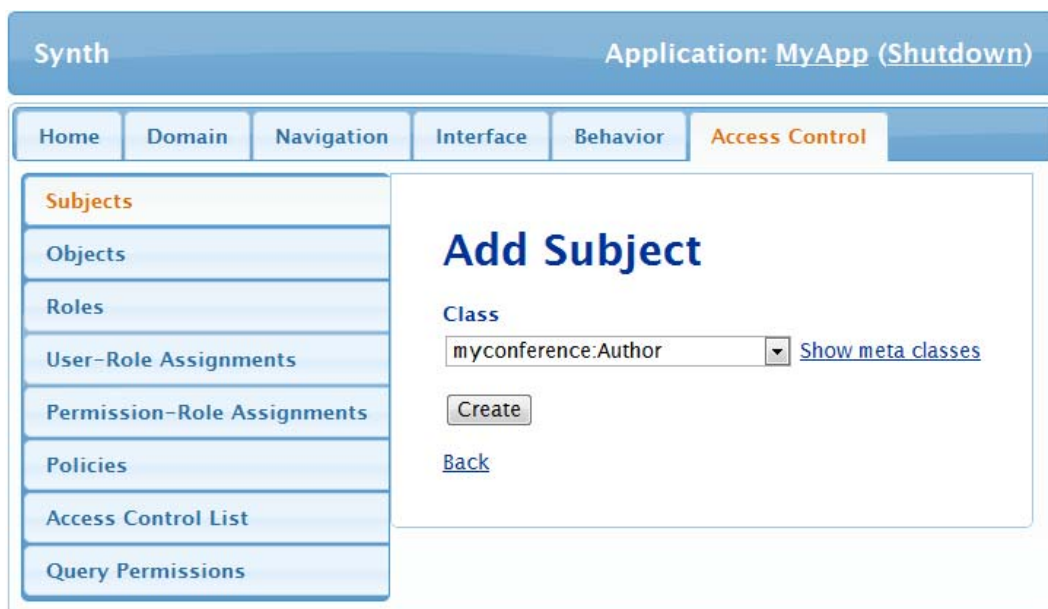 Synth
Application: MyApp (Shutdown)
Home
Domain
Navigation
Interface
Behavior
Access Control
Subjects
Objects
Roles
User-Role Assignments
Permission-Role Assignments
Policies
Access Control List
Query Permissions
Add Subject
Class
myconference:Author
Show meta classes
Create
Back